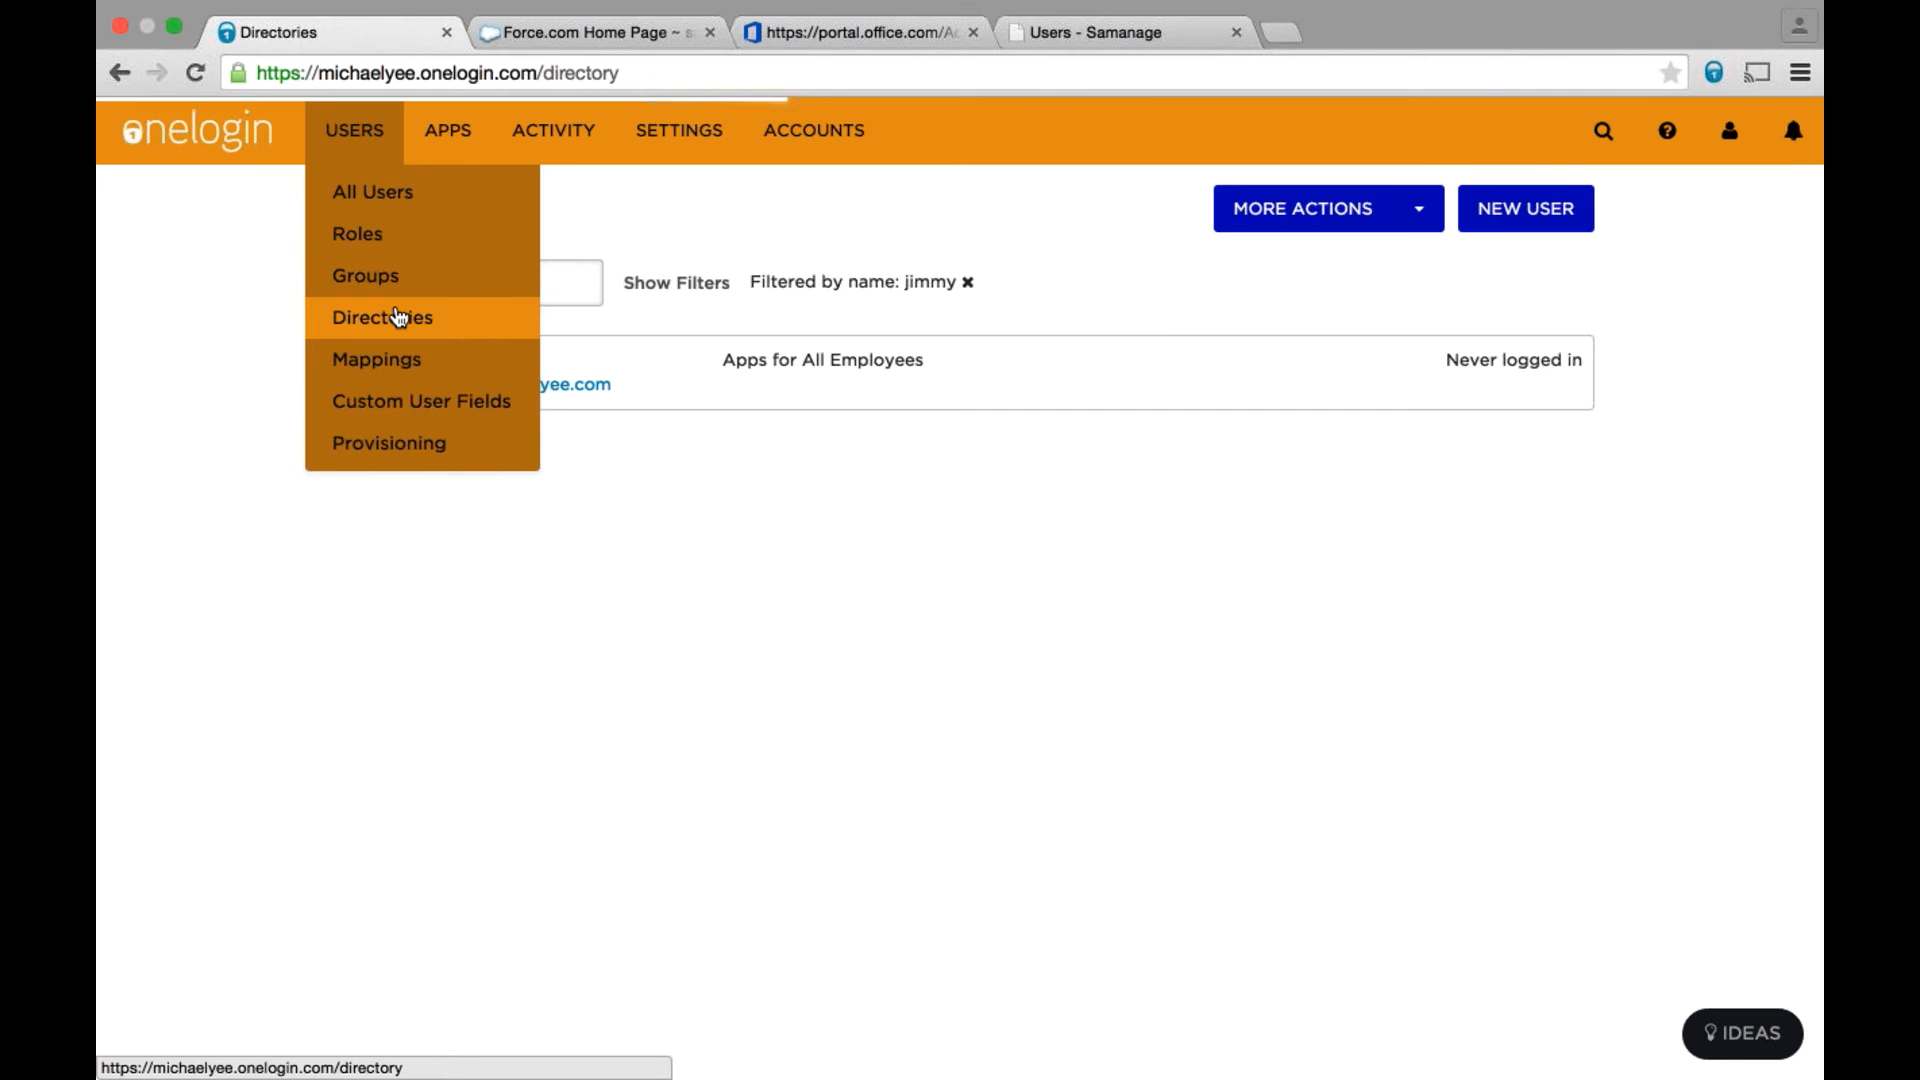 Directories
Force.com Home Page ~ s
https://portal.office.com/A
Users - Samanage
https://michaelyee.onelogin.com/directory
onelogin
USERS
APPS
ACTIVITY
SETTINGS
ACCOUNTS
All Users
Roles
Groups
Directories
Mappings
Custom User Fields
Provisioning
MORE ACTIONS
NEW USER
Show Filters
Filtered by name: jimmy
Apps for All Employees
Never logged in
yee.com
IDEAS
https://michaelyee.onelogin.com/directory